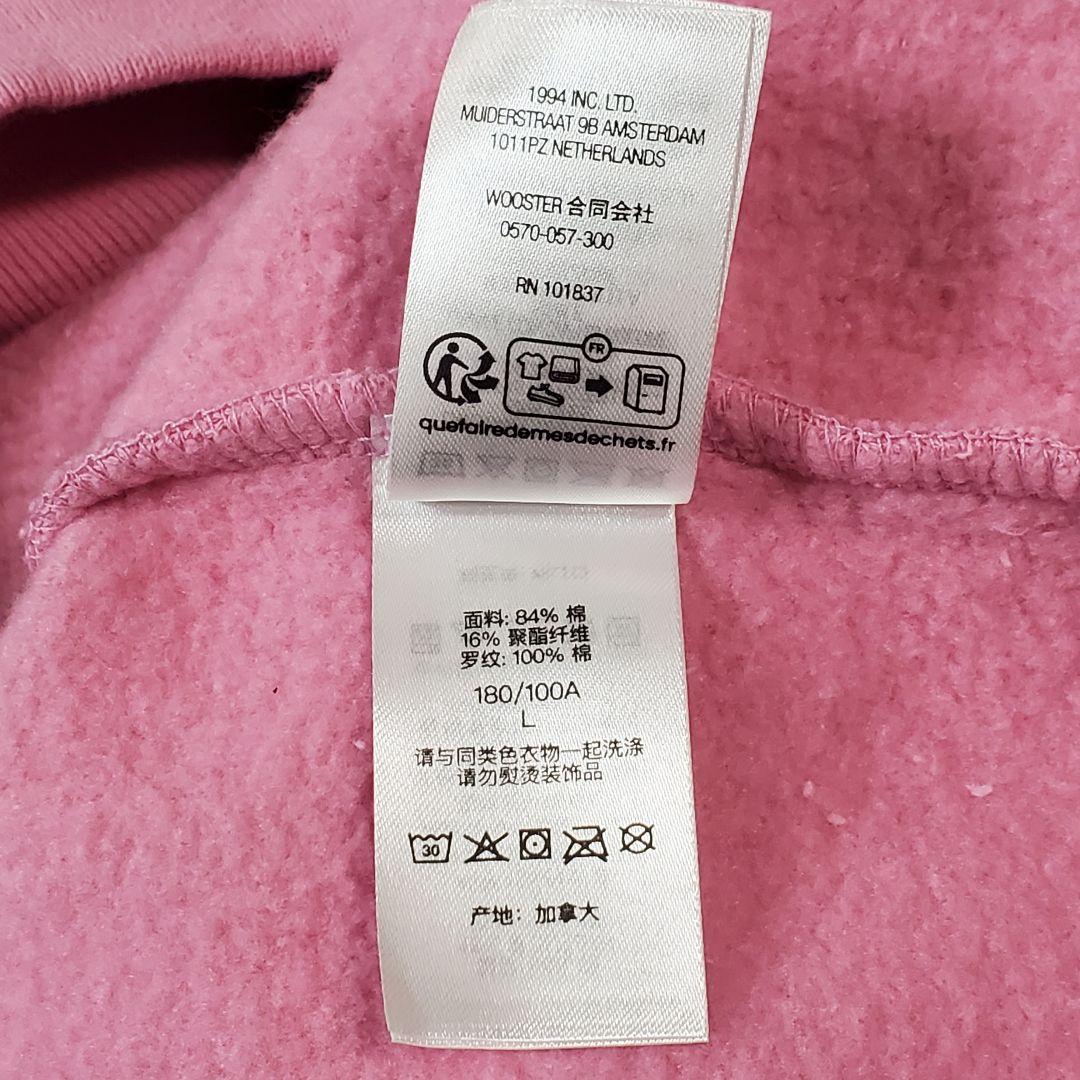 1994 INC. LTD.
MUIDERSTRAAT 9B AMSTERDAM
1011PZ NETHERLANDS
WOOSTER 合同会社
0570-057-300
RN 101837
FR
quefairedemesdechets.fr
面料: 84% 棉
16% 聚酯纤维
罗纹: 100% 棉
180/100A
L
请与同类色衣物一起洗涤
请勿熨烫装饰品
30
产地: 加拿大